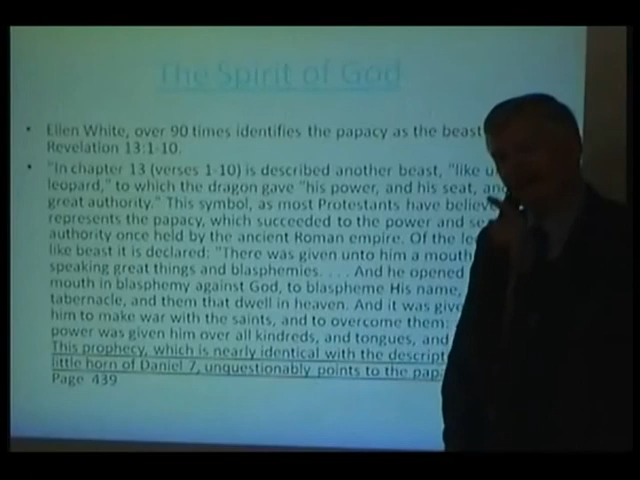 The Spirit of God
• Ellen White, over 90 times identifies the papacy as the beast
Revelation 13:1-10.
• "In chapter 13 (verses 1-10) is described another beast, "like u
leopard," to which the dragon gave "his power, and his seat, and
great authority." This symbol, as most Protestants have believe
represents the papacy, which succeeded to the power and se
authority once held by the ancient Roman empire. Of the leo
like beast it is declared: "There was given unto him a mouth
speaking great things and blasphemies. . . . And he opened
mouth in blasphemy against God, to blaspheme His name,
tabernacle, and them that dwell in heaven. And it was give
him to make war with the saints, and to overcome them:
power was given him over all kindreds, and tongues, and
This prophecy, which is nearly identical with the descript
little horn of Daniel 7, unquestionably points to the pap
Page 439